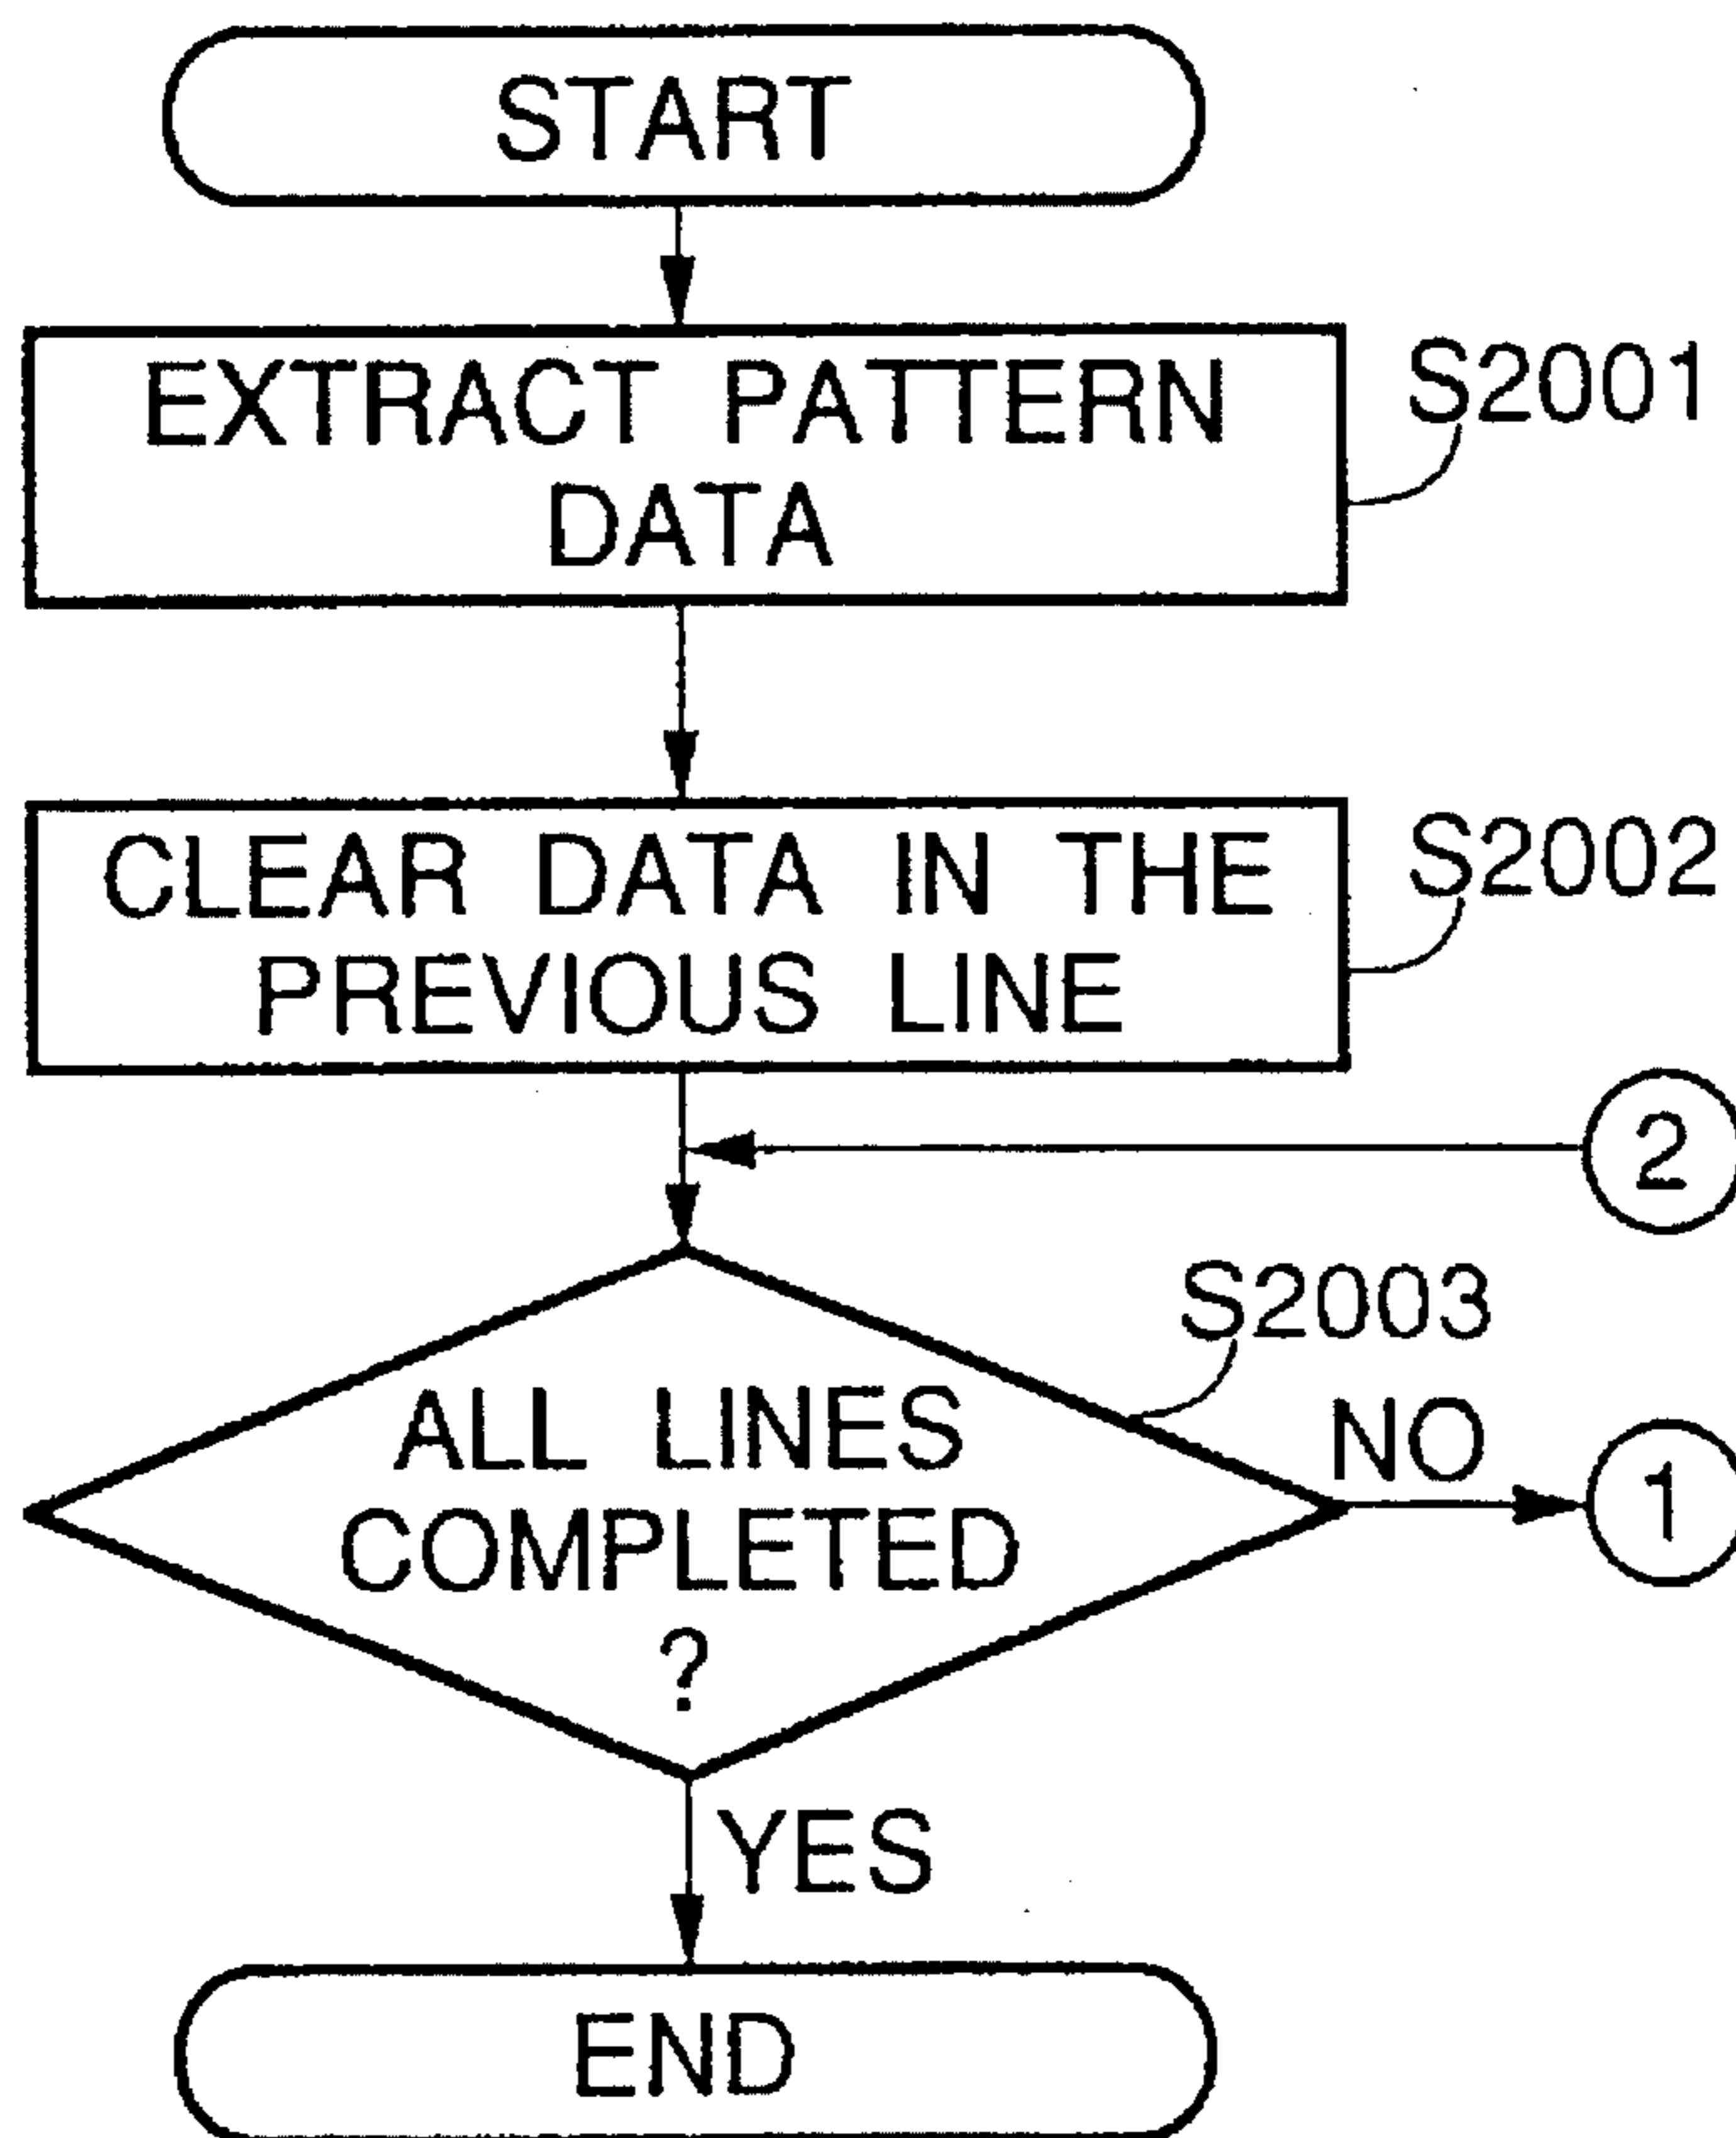 START
EXTRACT PATTERN
DATA
S2001
CLEAR DATA IN THE
PREVIOUS LINE
S2002
2
S2003
ALL LINES
COMPLETED
?
NO
1
YES
END